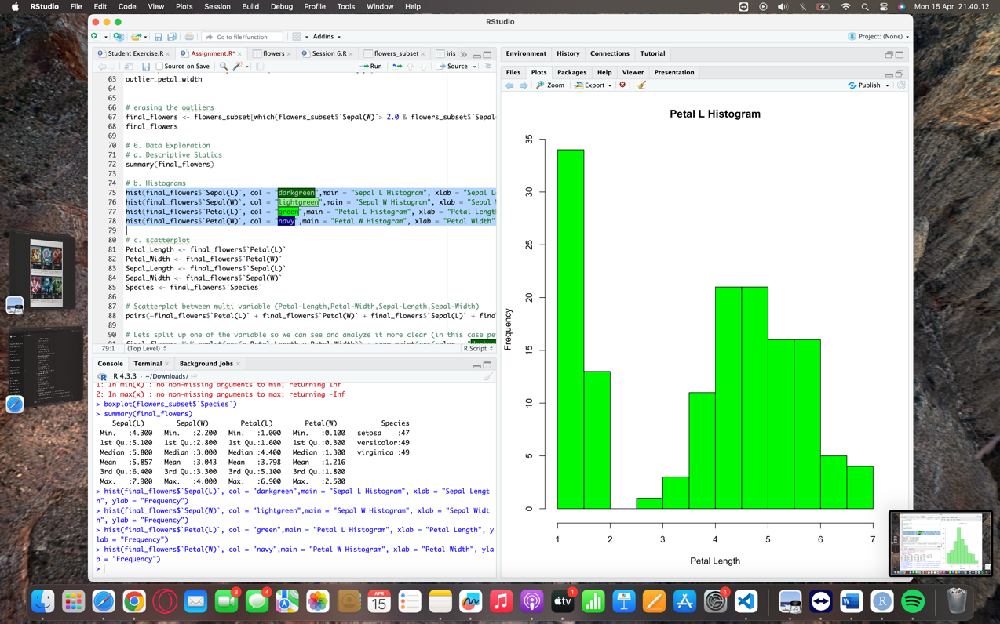 RStudio File Edit Code View Plots Session Build Debug Profile Tools Window Help
Mon 15 Apr 21.40.12
RStudio
Go to file/function
Addins
Project: (None)
Student Exercise.R
Assignment.R*
flowers
Session 6.R
flowers_subset
iris
Source on Save
Run
Source
63 outlier_petal_width
64
65
66 # erasing the outliers
67 final_flowers <- flowers_subset[which(flowers_subset$`Sepal(W)`> 2.0 & flowers_subset$`Sepal
68 final_flowers
69
70 # 6. Data Exploration
71 # a. Descriptive Statics
72 summary(final_flowers)
73
74 # b. Histograms
75 hist(final_flowers$`Sepal(L)`, col = "darkgreen",main = "Sepal L Histogram", xlab = "Sepal L
76 hist(final_flowers$`Sepal(W)`, col = "lightgreen",main = "Sepal W Histogram", xlab = "Sepal
77 hist(final_flowers$`Petal(L)`, col = "green",main = "Petal L Histogram", xlab = "Petal Lengt
78 hist(final_flowers$`Petal(W)`, col = "navy",main = "Petal W Histogram", xlab = "Petal Width"
79
80 # c. scatterplot
81 Petal_Length <- final_flowers$`Petal(L)`
82 Petal_Width <- final_flowers$`Petal(W)`
83 Sepal_Length <- final_flowers$`Sepal(L)`
84 Sepal_Width <- final_flowers$`Sepal(W)`
85 Species <- final_flowers$`Species`
86
87 # Scatterplot between multi variable (Petal-Length,Petal-Width,Sepal-Length,Sepal-Width)
88 pairs(~final_flowers$`Petal(L)` + final_flowers$`Petal(W)` + final_flowers$`Sepal(L)` + fina
89
90 # Lets split up one of the variable so we can see and analyze it more clear (in this case pe
79:1 (Top Level) R Script
Console Terminal Background Jobs
R 4.3.3 · ~/Downloads/
1: In min(x) : no non-missing arguments to min; returning Inf
2: In max(x) : no non-missing arguments to max; returning -Inf
> boxplot(flowers_subset$`Species`)
> summary(final_flowers)
Sepal(L) Sepal(W) Petal(L) Petal(W) Species
Min. :4.300 Min. :2.200 Min. :1.000 Min. :0.100 setosa :47
1st Qu.:5.100 1st Qu.:2.800 1st Qu.:1.600 1st Qu.:0.300 versicolor:49
Median :5.800 Median :3.000 Median :4.400 Median :1.300 virginica :49
Mean :5.857 Mean :3.043 Mean :3.798 Mean :1.216
3rd Qu.:6.400 3rd Qu.:3.300 3rd Qu.:5.100 3rd Qu.:1.800
Max. :7.900 Max. :4.000 Max. :6.900 Max. :2.500
> hist(final_flowers$`Sepal(L)`, col = "darkgreen",main = "Sepal L Histogram", xlab = "Sepal Lengt
h", ylab = "Frequency")
> hist(final_flowers$`Sepal(W)`, col = "lightgreen",main = "Sepal W Histogram", xlab = "Sepal Widt
h", ylab = "Frequency")
> hist(final_flowers$`Petal(L)`, col = "green",main = "Petal L Histogram", xlab = "Petal Length", y
lab = "Frequency")
> hist(final_flowers$`Petal(W)`, col = "navy",main = "Petal W Histogram", xlab = "Petal Width", yla
b = "Frequency")
>
Environment History Connections Tutorial
Files Plots Packages Help Viewer Presentation
Zoom Export Publish
Petal L Histogram
Frequency
35
30
25
20
15
10
5
0
1 2 3 4 5 6 7
Petal Length
3
4
APR
15
1
tv
1
W
R